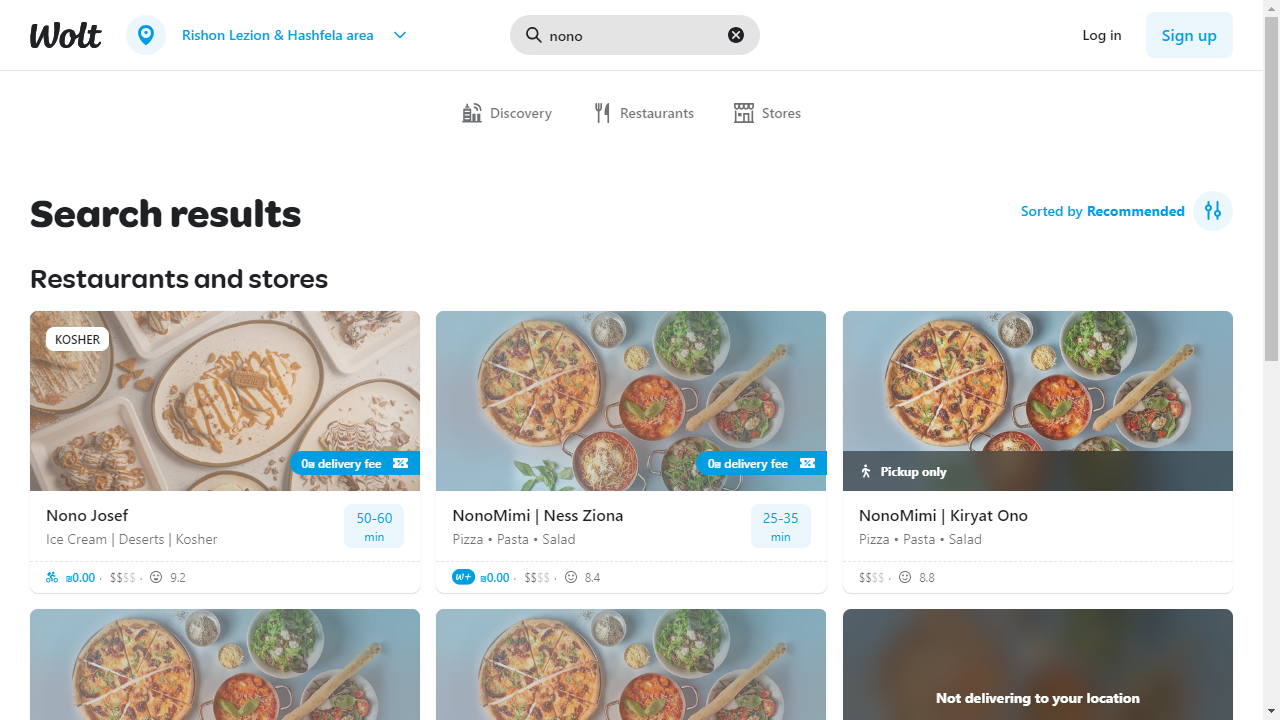 Wolt
Rishon Lezion & Hashfela area
nono
Log in
Sign up
Discovery
Restaurants
Stores
Search results
Sorted by Recommended
Restaurants and stores
KOSHER
0₪ delivery fee
0₪ delivery fee
Pickup only
Nono Josef
50-60
min
Ice Cream | Deserts | Kosher
₪0.00 · $$$$ · 9.2
NonoMimi | Ness Ziona
25-35
min
Pizza • Pasta • Salad
W+ ₪0.00 · $$$$ · 8.4
NonoMimi | Kiryat Ono
Pizza • Pasta • Salad
$$$$ · 8.8
Not delivering to your location